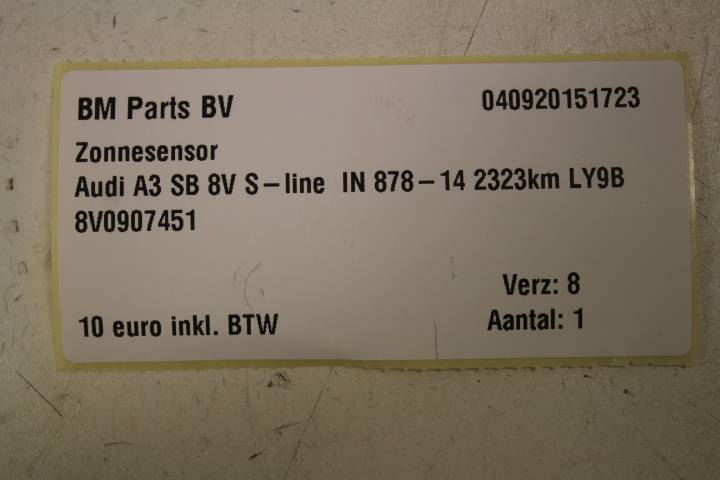 BM Parts BV 040920151723
Zonnesensor
Audi A3 SB 8V S-line IN 878-14 2323km LY9B
8V0907451
Verz: 8
10 euro inkl. BTW Aantal: 1